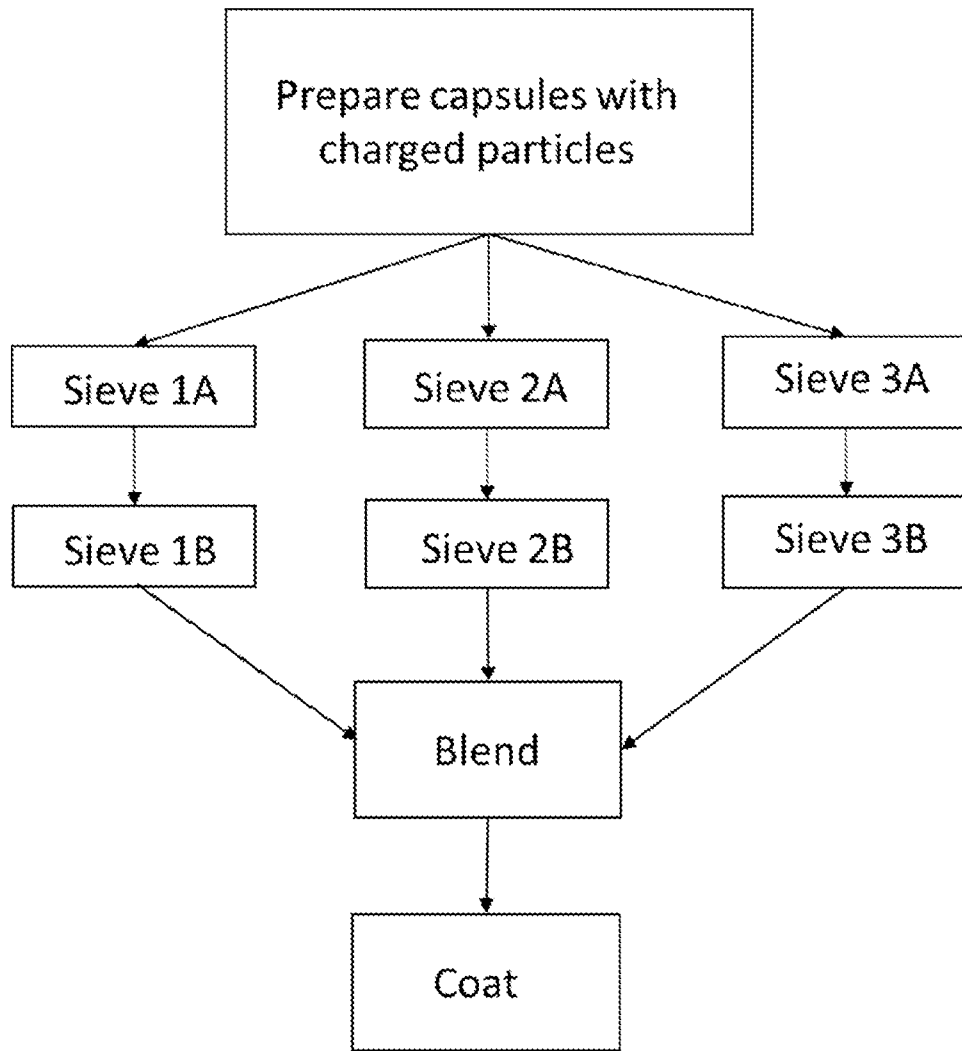 Prepare capsules with
charged particles
Sieve 1A
Sieve 2A
Sieve 3A
Sieve 1B
Sieve 2B
Sieve 3B
Blend
Coat